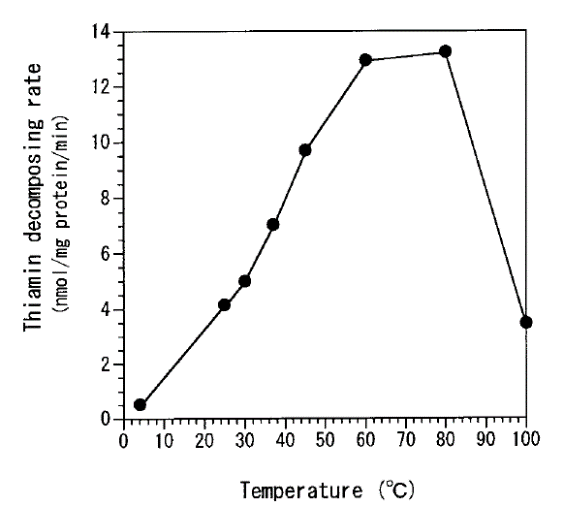 14
12
10
8
6
4
2
0
Thiamin decomposing rate
(nmol/mg protein/min)
0 10 20 30 40 50 60 70 80 90 100
Temperature (℃)